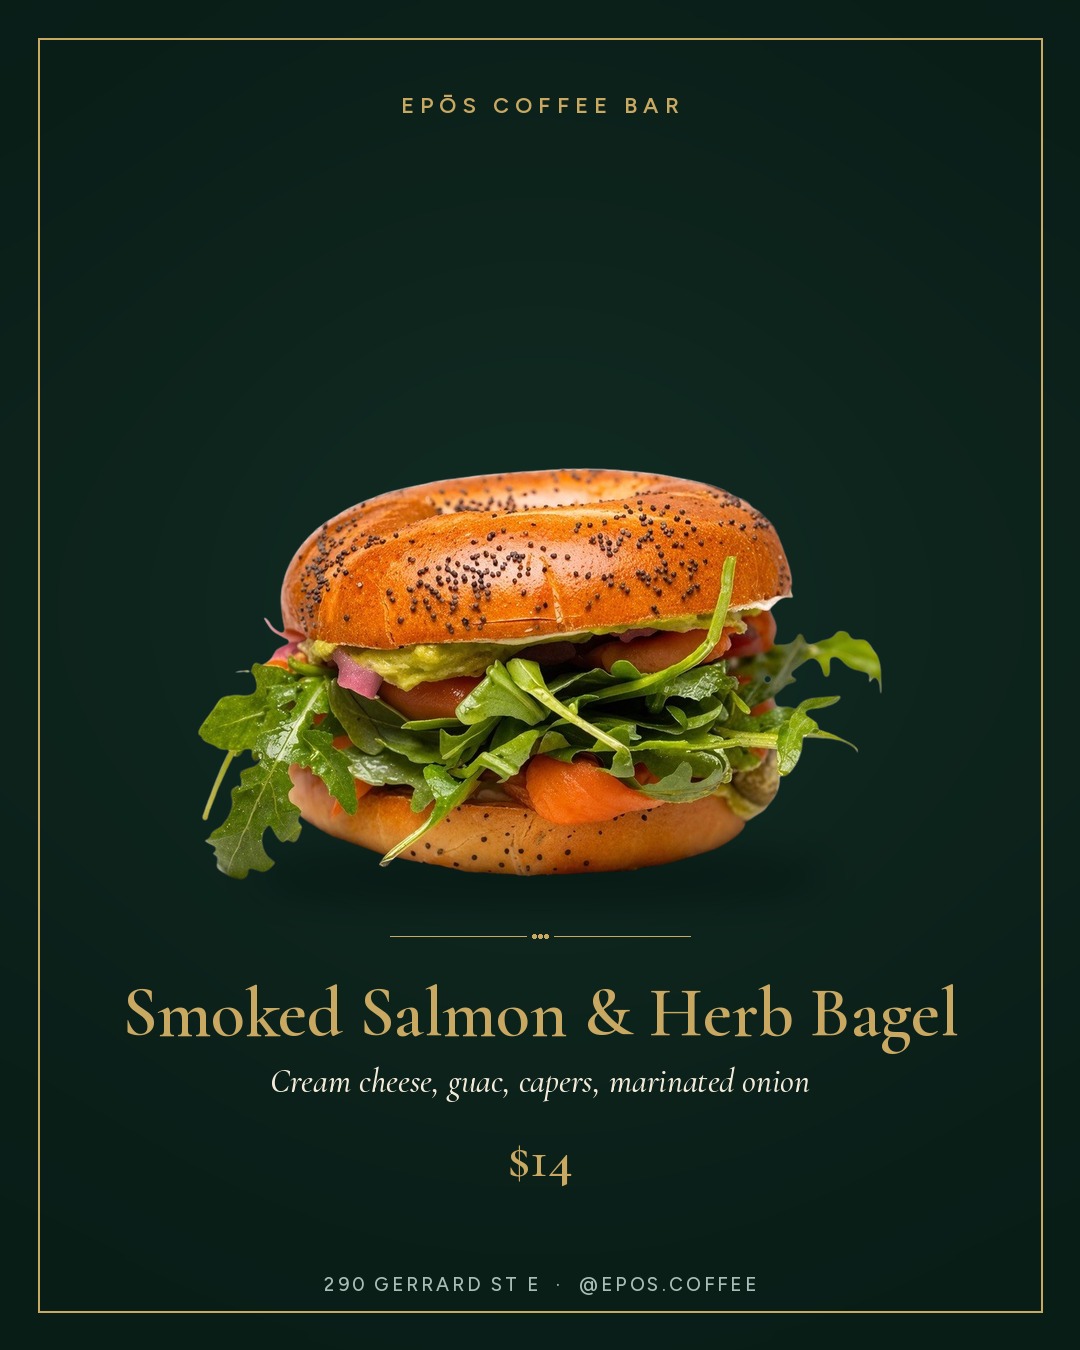 EPŌS COFFEE BAR
Smoked Salmon & Herb Bagel
Cream cheese, guac, capers, marinated onion
$14
290 GERRARD ST E · @EPOS.COFFEE